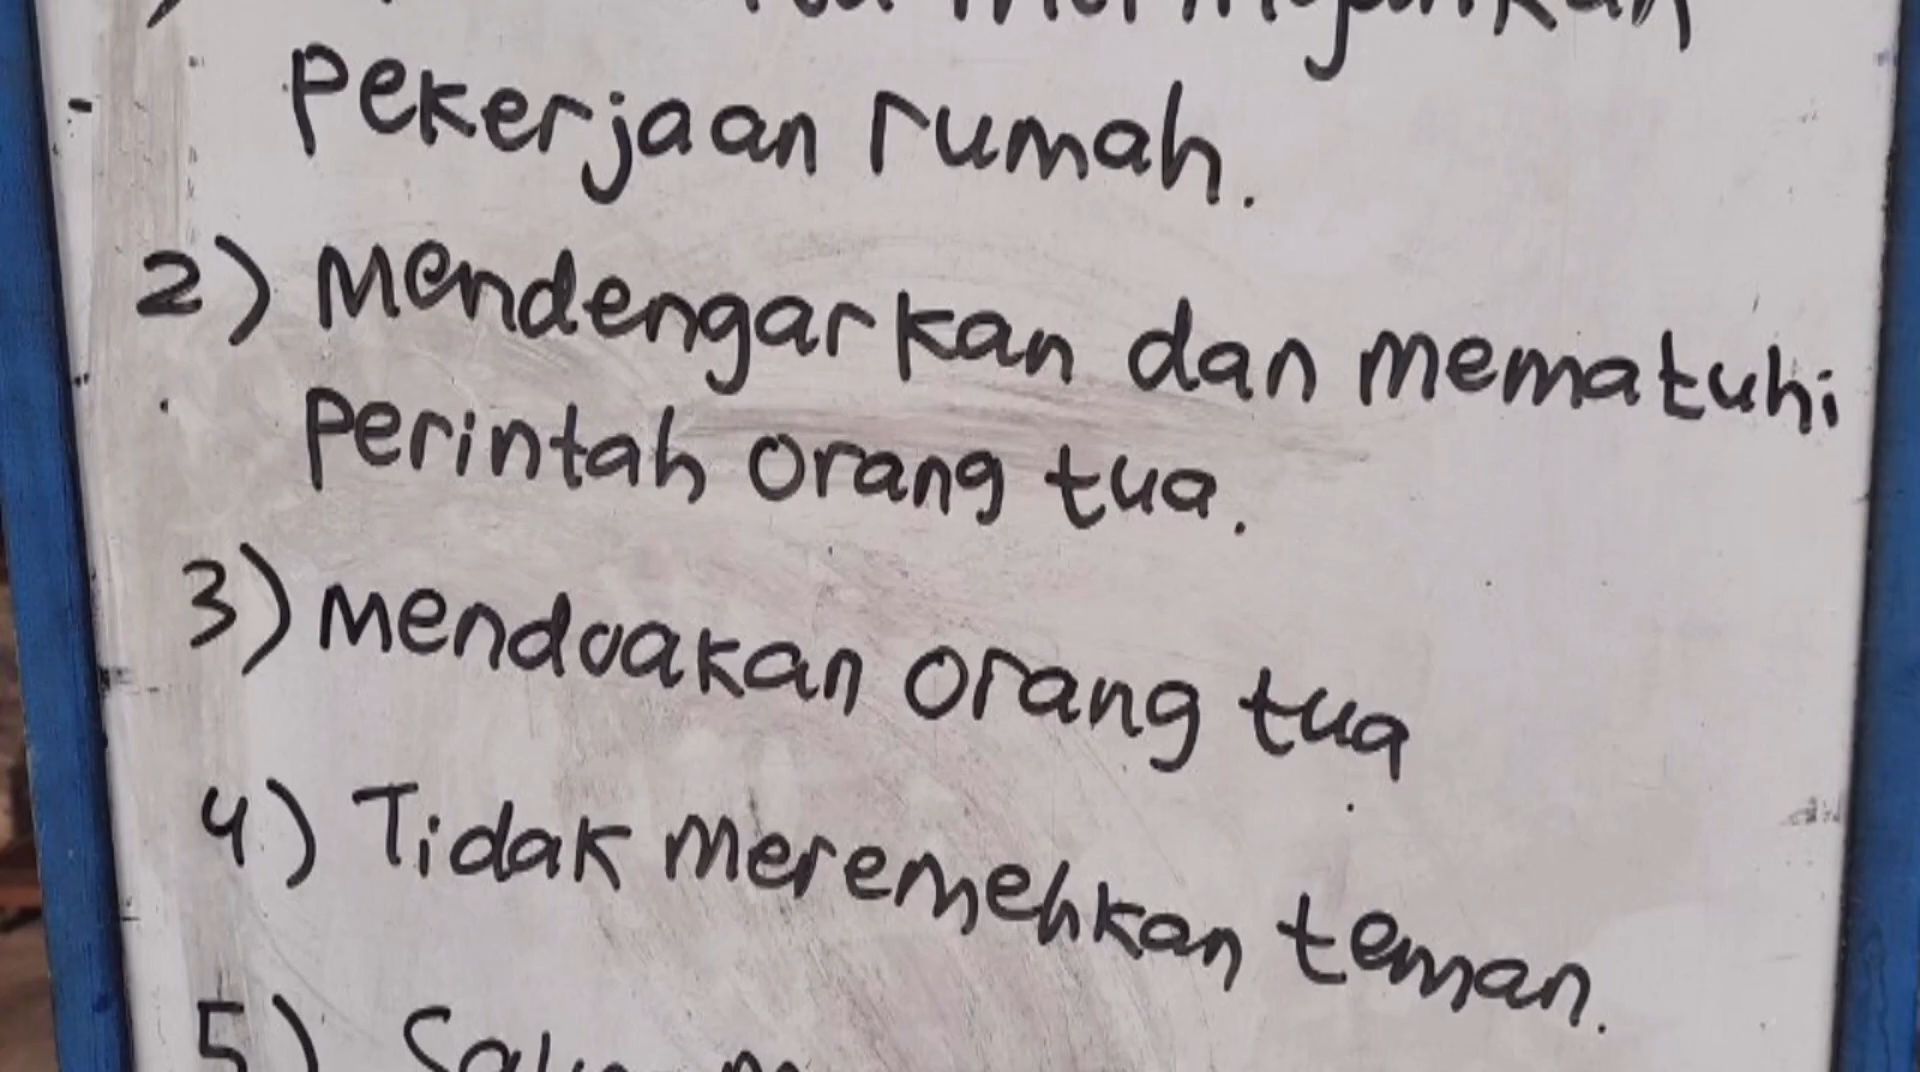 pekerjaan rumah.
2) Mendengarkan dan mematuhi
perintah orang tua.
3) Mendoakan orang tua
4) Tidak meremehkan teman.
5)